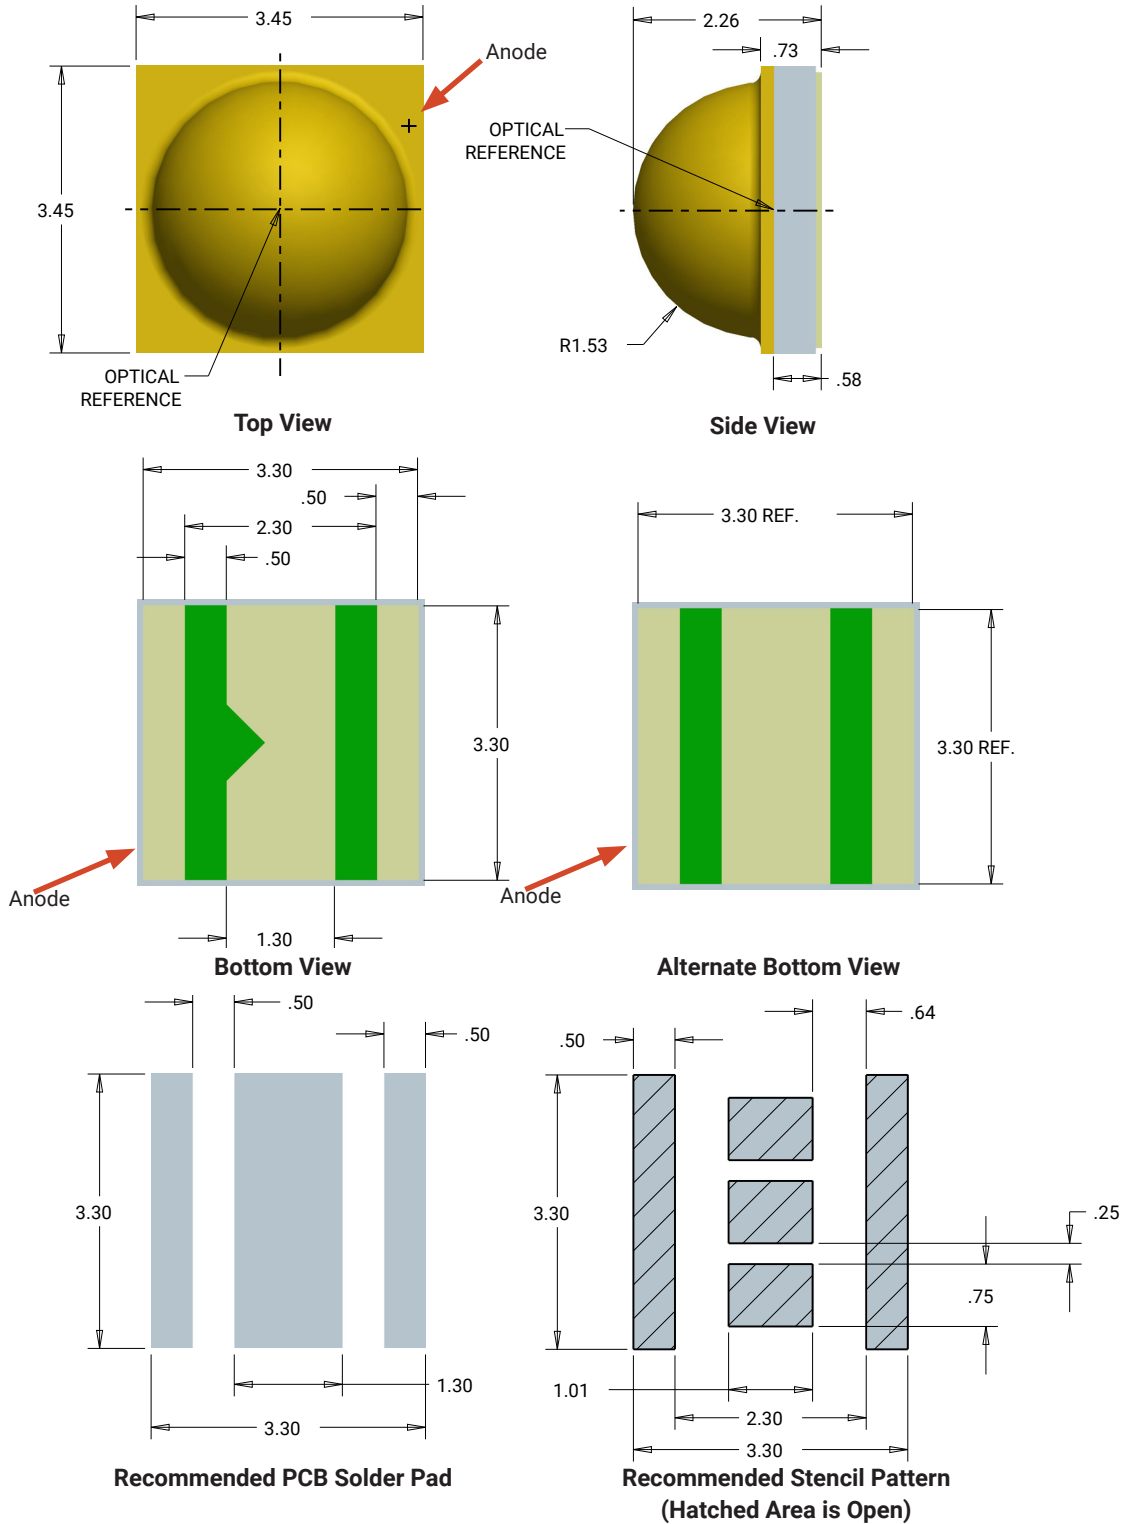 3.45
Anode
+
3.45
OPTICAL
REFERENCE
Top View
2.26
.73
OPTICAL
REFERENCE
R1.53
.58
Side View
3.30
.50
2.30
.50
3.30
Anode
1.30
Bottom View
3.30 REF.
3.30 REF.
Anode
Alternate Bottom View
.50
.50
3.30
1.30
3.30
Recommended PCB Solder Pad
.64
.50
3.30
.25
.75
1.01
2.30
3.30
Recommended Stencil Pattern
(Hatched Area is Open)